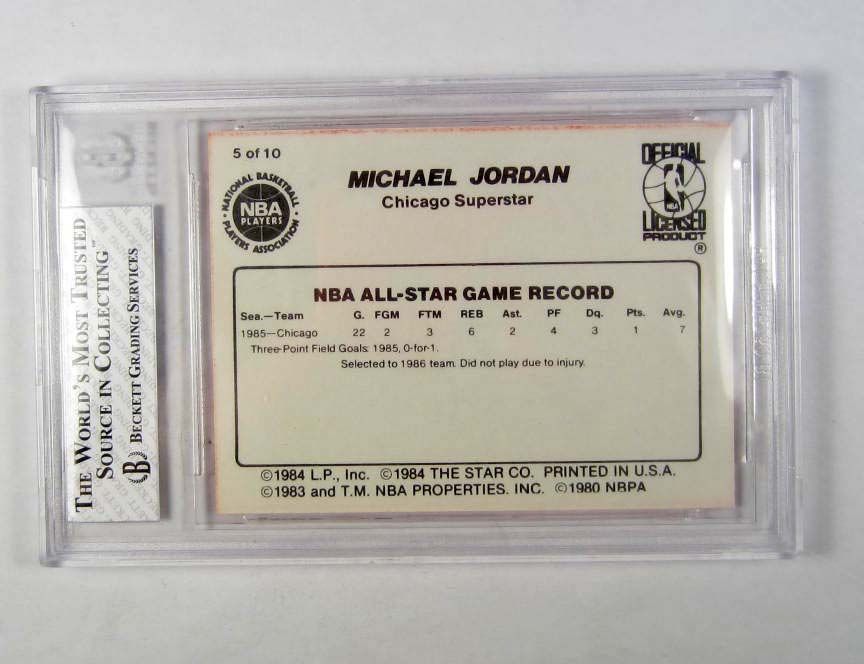 5 of 10
MICHAEL JORDAN
Chicago Superstar
NATIONAL BASKETBALL
NBA
PLAYERS
PLAYERS ASSOCIATION
OFFICIAL
NBA
LICENSED
PRODUCT
®
NBA ALL-STAR GAME RECORD
Sea.—Team G. FGM FTM REB Ast. PF Dq. Pts. Avg.
1985—Chicago 22 2 3 6 2 4 3 1 7
Three-Point Field Goals: 1985, 0-for-1.
Selected to 1986 team. Did not play due to injury.
©1984 L.P., Inc. ©1984 THE STAR CO. PRINTED IN U.S.A.
©1983 and T.M. NBA PROPERTIES. INC. ©1980 NBPA
THE WORLD'S MOST TRUSTED
SOURCE IN COLLECTING™
B BECKETT GRADING SERVICES